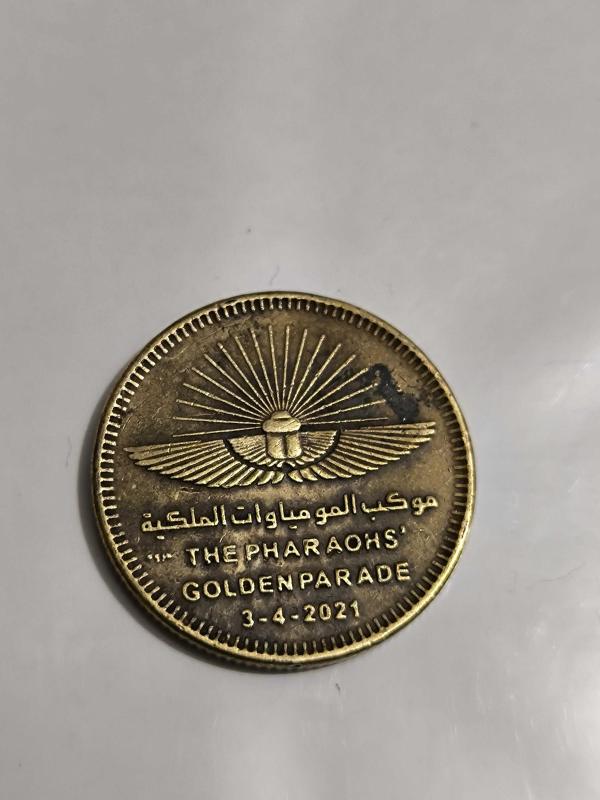 موكب المومياوات الملكية
THE PHARAOHS'
GOLDEN PARADE
3-4-2021